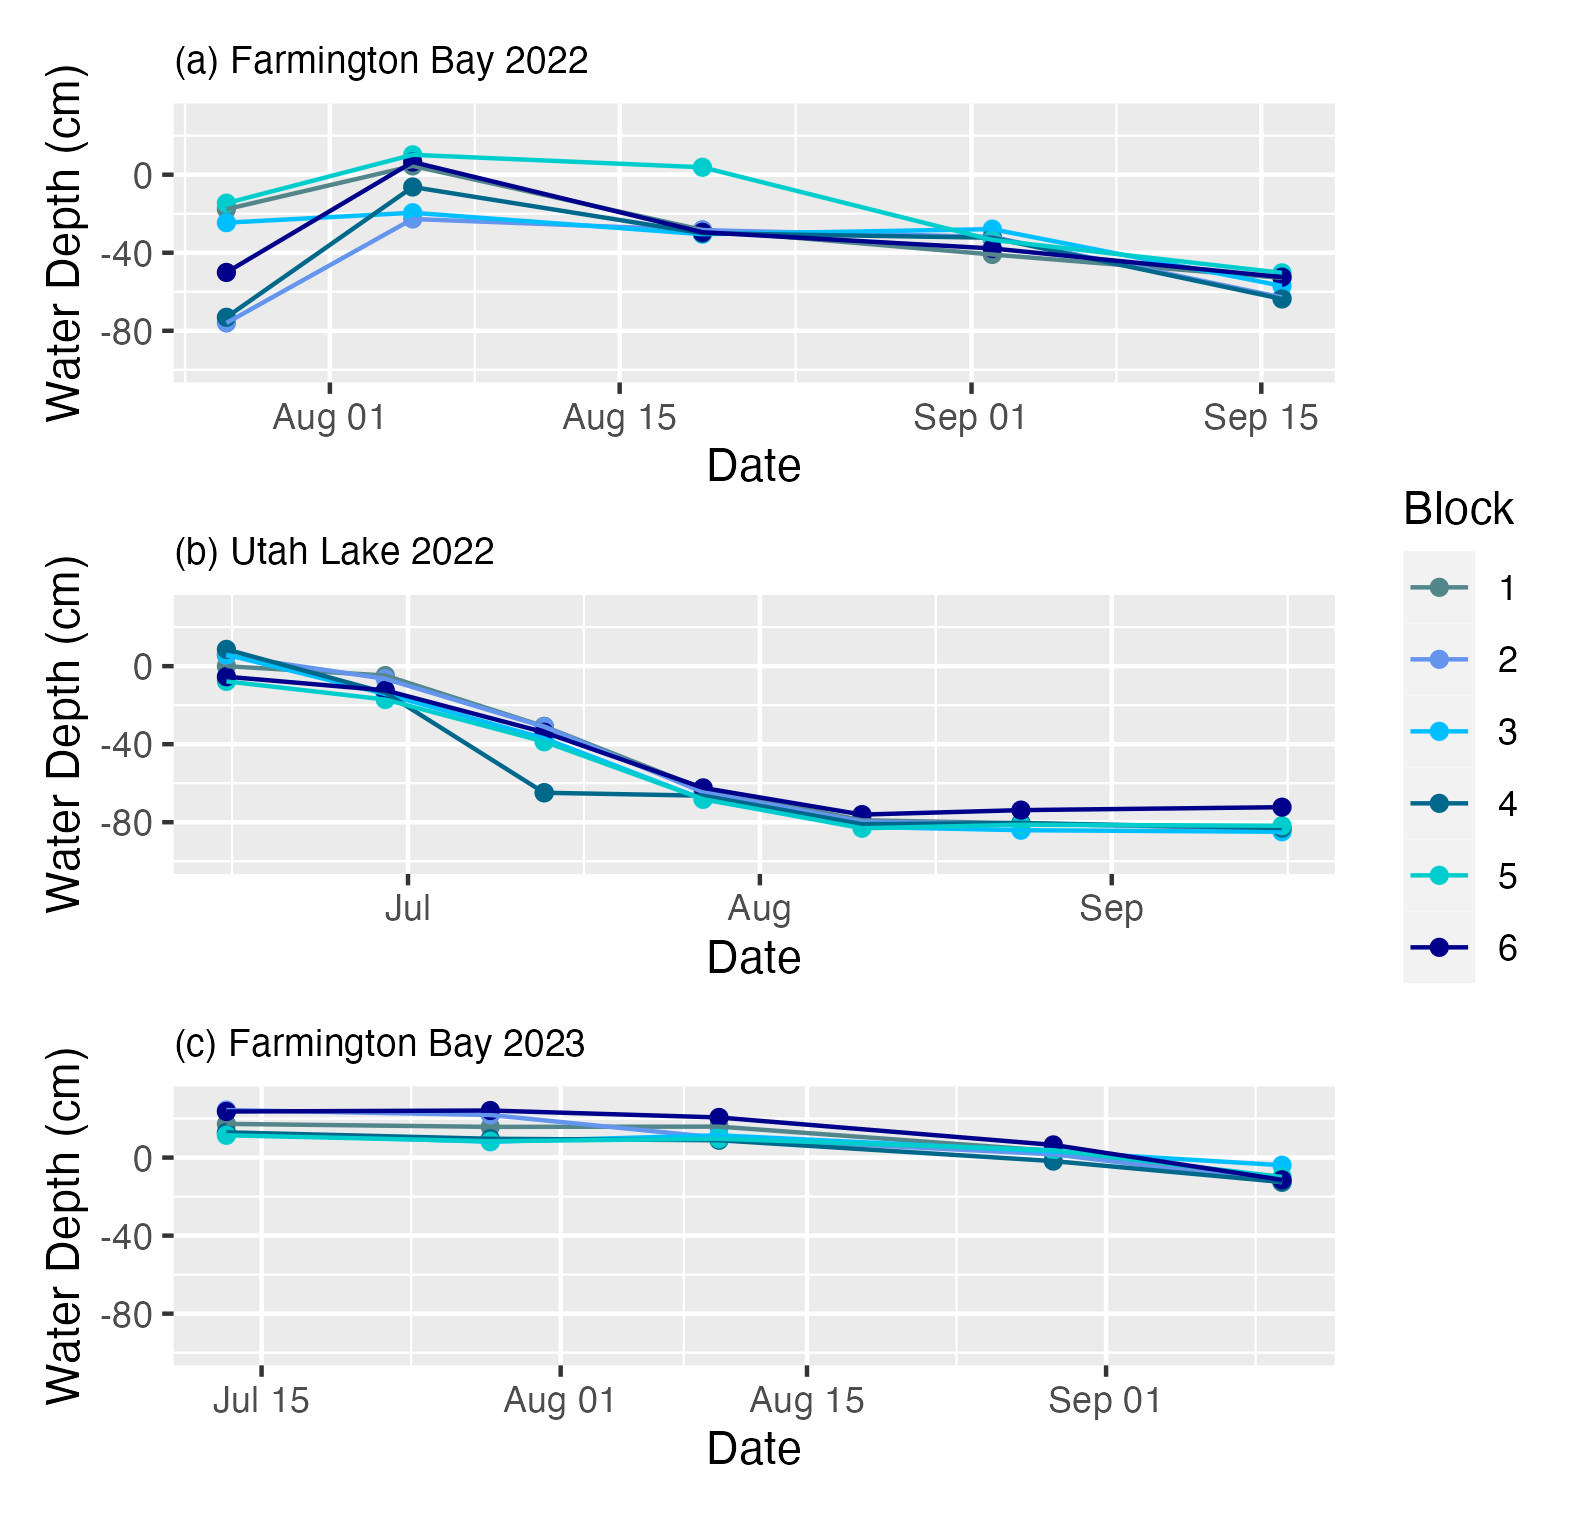 (a) Farmington Bay 2022
Water Depth (cm)
0
-40
-80
Aug 01 Aug 15 Sep 01 Sep 15
Date
(b) Utah Lake 2022
Water Depth (cm)
0
-40
-80
Jul Aug Sep
Date
(c) Farmington Bay 2023
Water Depth (cm)
0
-40
-80
Jul 15 Aug 01 Aug 15 Sep 01
Date
Block
1
2
3
4
5
6